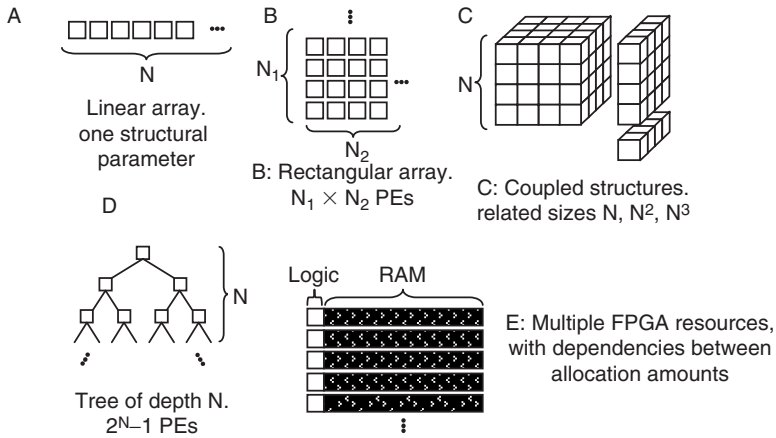 A
N
Linear array.
one structural
parameter
B
N₁
N₂
B: Rectangular array.
N₁ × N₂ PEs
C
N
C: Coupled structures.
related sizes N, N², N³
D
N
Tree of depth N.
2ᴺ–1 PEs
Logic RAM
E: Multiple FPGA resources,
with dependencies between
allocation amounts